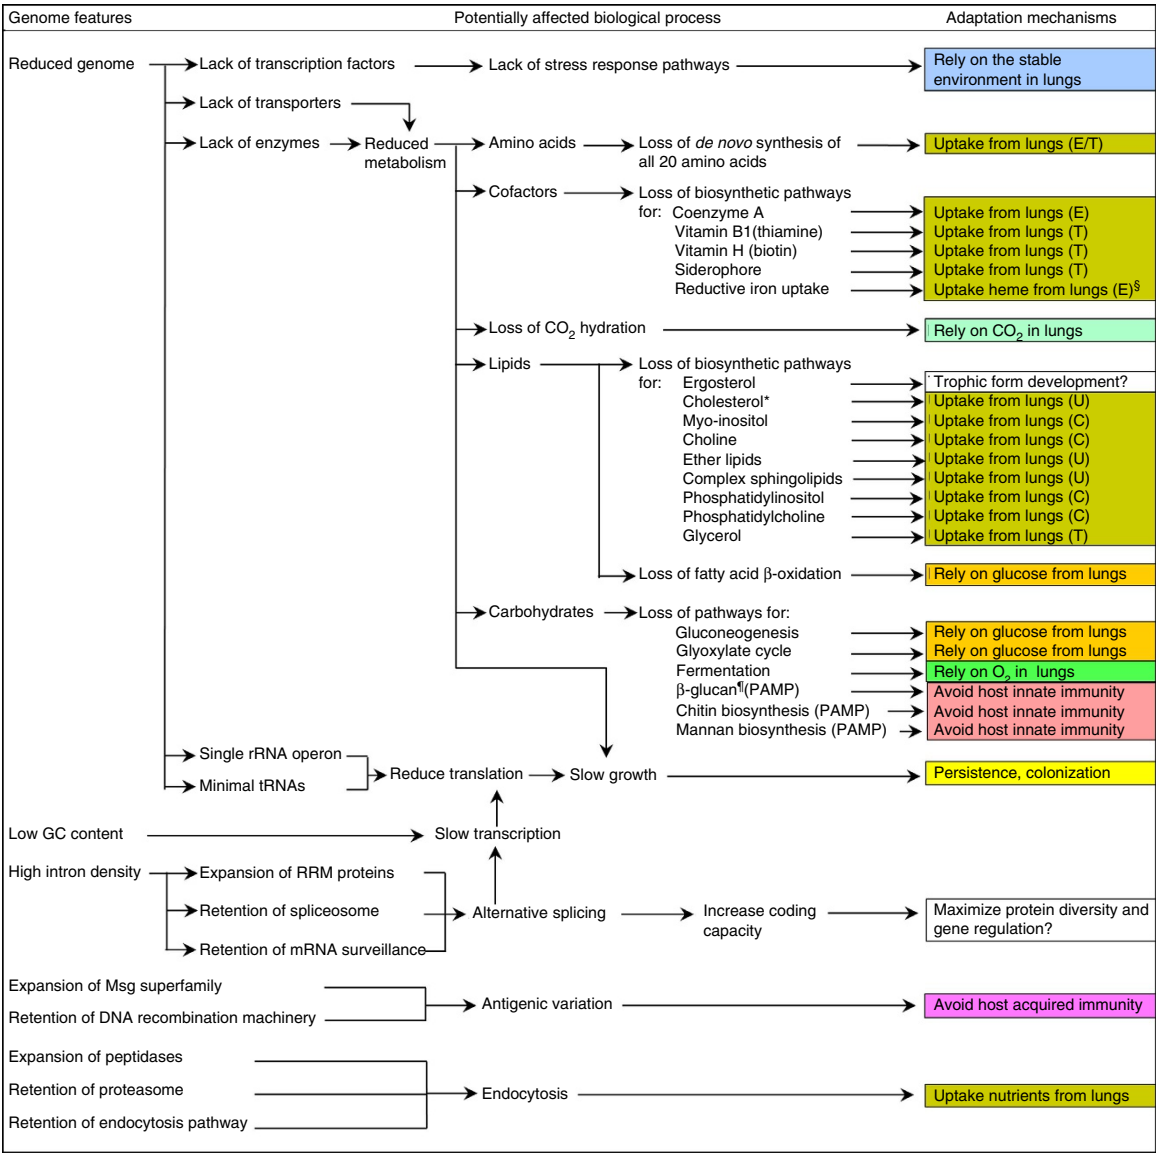 Genome features Potentially affected biological process Adaptation mechanisms
Reduced genome Lack of transcription factors Lack of stress response pathways Rely on the stable
environment in lungs
Lack of transporters
Lack of enzymes Reduced Amino acids Loss of de novo synthesis of Uptake from lungs (E/T)
metabolism all 20 amino acids
Cofactors Loss of biosynthetic pathways
for: Coenzyme A Uptake from lungs (E)
Vitamin B1(thiamine) Uptake from lungs (T)
Vitamin H (biotin) Uptake from lungs (T)
Siderophore Uptake from lungs (T)
Reductive iron uptake Uptake heme from lungs (E)§
Loss of CO2 hydration Rely on CO2 in lungs
Lipids Loss of biosynthetic pathways
for: Ergosterol Trophic form development?
Cholesterol* Uptake from lungs (U)
Myo-inositol Uptake from lungs (C)
Choline Uptake from lungs (C)
Ether lipids Uptake from lungs (U)
Complex sphingolipids Uptake from lungs (U)
Phosphatidylinositol Uptake from lungs (C)
Phosphatidylcholine Uptake from lungs (C)
Glycerol Uptake from lungs (T)
Loss of fatty acid β-oxidation Rely on glucose from lungs
Carbohydrates Loss of pathways for:
Gluconeogenesis Rely on glucose from lungs
Glyoxylate cycle Rely on glucose from lungs
Fermentation Rely on O2 in lungs
β-glucan¶(PAMP) Avoid host innate immunity
Chitin biosynthesis (PAMP) Avoid host innate immunity
Mannan biosynthesis (PAMP) Avoid host innate immunity
Single rRNA operon
Reduce translation Slow growth Persistence, colonization
Minimal tRNAs
Low GC content Slow transcription
High intron density Expansion of RRM proteins
Retention of spliceosome Alternative splicing Increase coding Maximize protein diversity and
capacity gene regulation?
Retention of mRNA surveillance
Expansion of Msg superfamily
Antigenic variation Avoid host acquired immunity
Retention of DNA recombination machinery
Expansion of peptidases
Retention of proteasome Endocytosis Uptake nutrients from lungs
Retention of endocytosis pathway